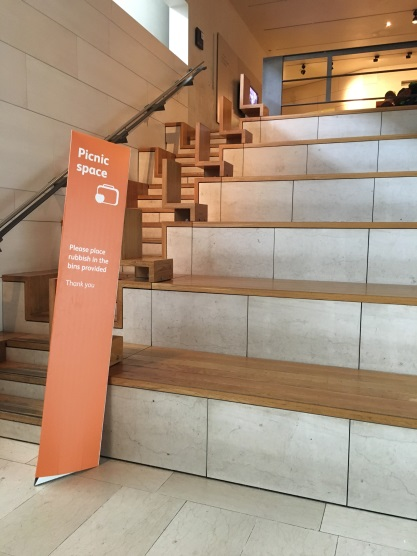 Picnic
space
Please place
rubbish in the
bins provided
Thank you